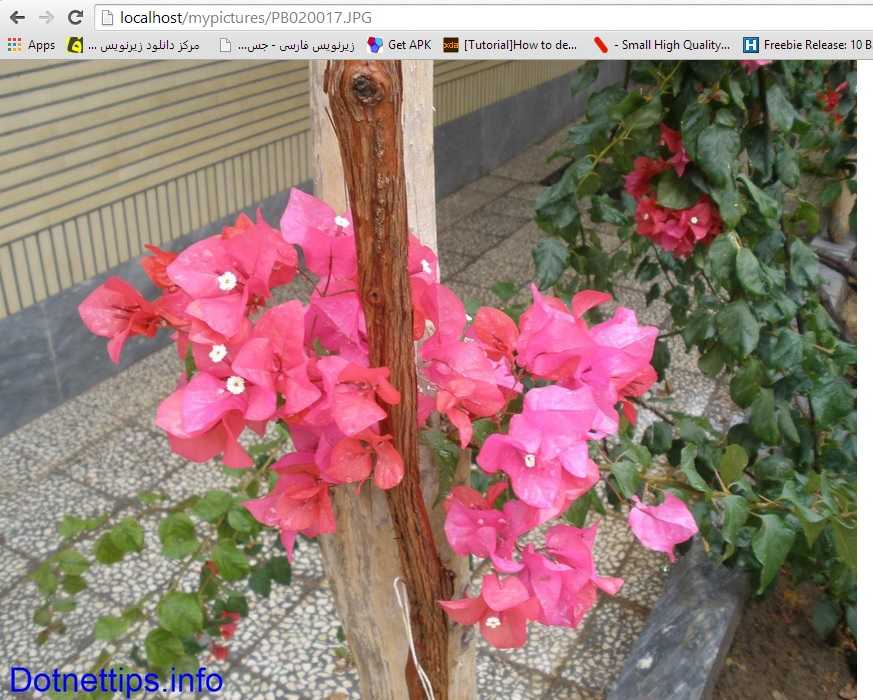 localhost/mypictures/PB020017.JPG
Apps مرکز دانلود زیرنویس ... زیرنویس فارسی - جس... Get APK xda [Tutorial]How to de... - Small High Quality... H Freebie Release: 10 B
Dotnettips.info